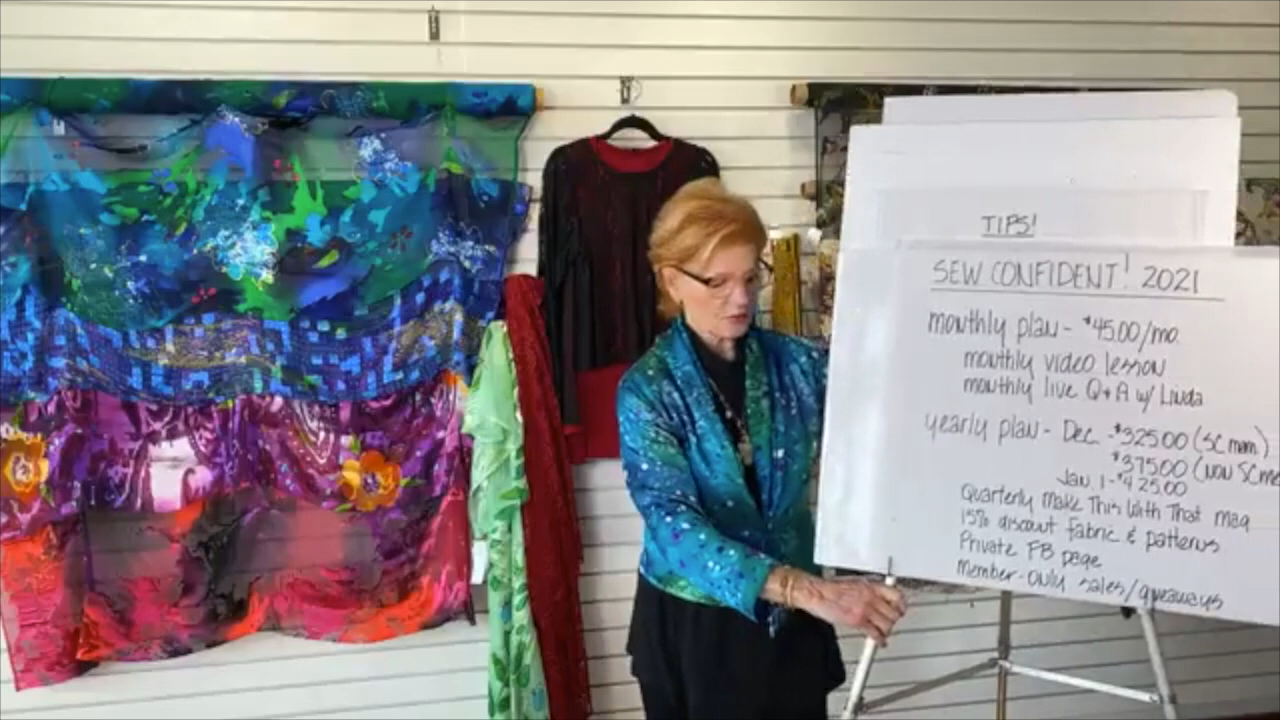 TIPS!
SEW CONFIDENT! 2021
monthly plan - $45.00/mo.
monthly video lesson
monthly live Q+A w/ Linda
yearly plan - Dec - $325.00 (SC mem.)
$375.00 (non SC me
Jan. 1 - $425.00
Quarterly Make This With That mag
15% discount fabric & patterns
Private FB page
Member-only sales/giveaways